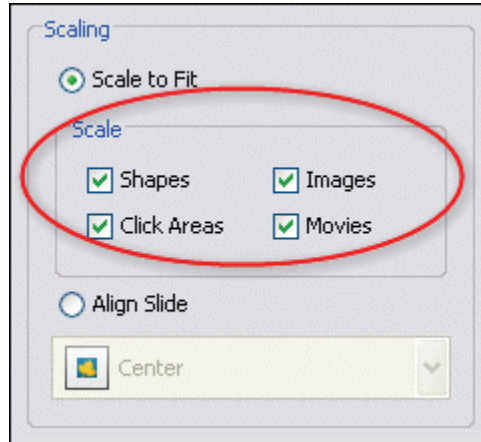 Scaling
Scale to Fit
Scale
Shapes Images
Click Areas Movies
Align Slide
Center